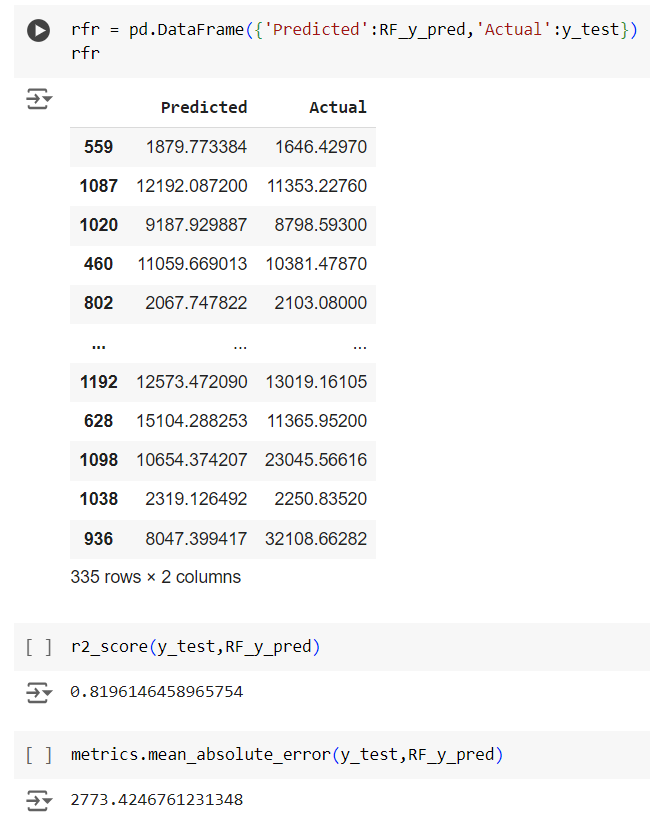 rfr = pd.DataFrame({'Predicted':RF_y_pred,'Actual':y_test})
rfr
Predicted Actual
559 1879.773384 1646.42970
1087 12192.087200 11353.22760
1020 9187.929887 8798.59300
460 11059.669013 10381.47870
802 2067.747822 2103.08000
... ... ...
1192 12573.472090 13019.16105
628 15104.288253 11365.95200
1098 10654.374207 23045.56616
1038 2319.126492 2250.83520
936 8047.399417 32108.66282
335 rows × 2 columns
[ ] r2_score(y_test,RF_y_pred)
0.8196146458965754
[ ] metrics.mean_absolute_error(y_test,RF_y_pred)
2773.4246761231348